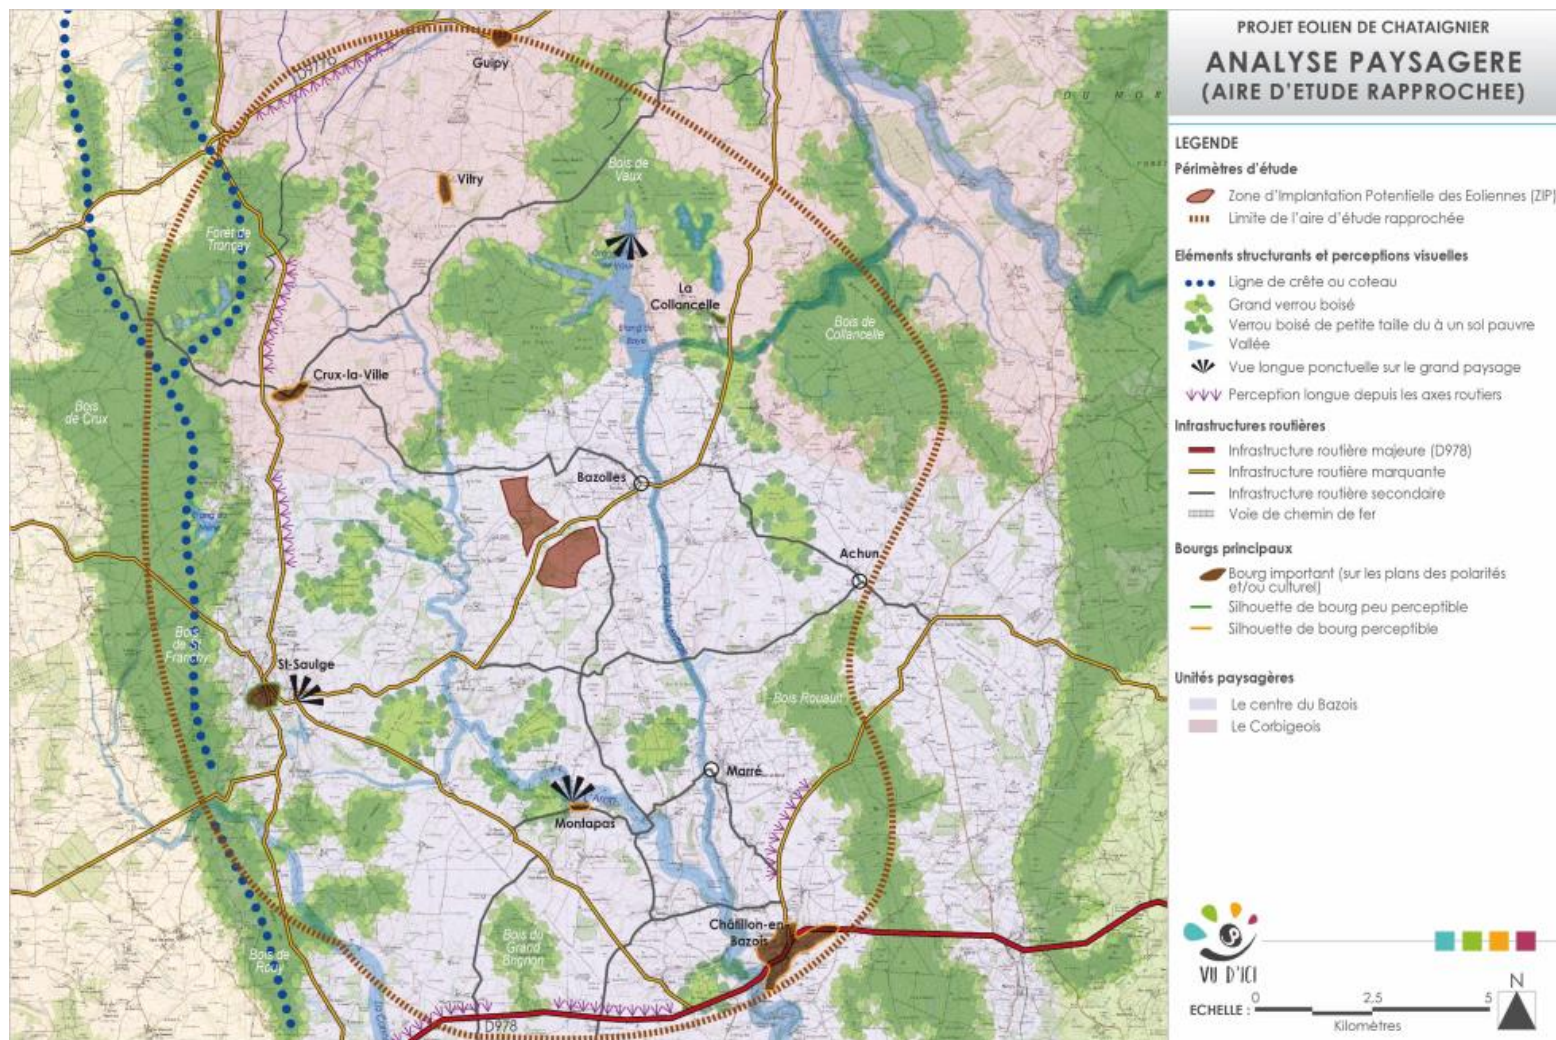 PROJET EOLIEN DE CHATAIGNIER
ANALYSE PAYSAGERE
(AIRE D'ETUDE RAPPROCHEE)
LEGENDE
Périmètres d'étude
Zone d'Implantation Potentielle des Eoliennes (ZIP)
Limite de l'aire d'étude rapprochée
Eléments structurants et perceptions visuelles
Ligne de crête ou coteau
Grand verrou boisé
Verrou boisé de petite taille du à un sol pauvre
Vallée
Vue longue ponctuelle sur le grand paysage
Perception longue depuis les axes routiers
Infrastructures routières
Infrastructure routière majeure (D978)
Infrastructure routière marquante
Infrastructure routière secondaire
Voie de chemin de fer
Bourgs principaux
Bourg important (sur les plans des polarités
et/ou culturel)
Silhouette de bourg peu perceptible
Silhouette de bourg perceptible
Unités paysagères
Le centre du Bazois
Le Corbigeois
VU D'ICI
N
ECHELLE :
0 2,5 5
Kilomètres
Guipy
Vitry
Bois de
Vaux
DU MOR
Forêt de
Tronçay
La
Collancelle
Etang de
Baye
Bois de
Collancelle
Crux-la-Ville
Bois
de Crux
Bazolles
Achun
Bois
de St
Franchy
St-Saulge
Bois Rouault
Marré
Montapas
Châtillon-en-
Bazois
Bois du
Grand
Brignon
Bois de
Rouy
D978